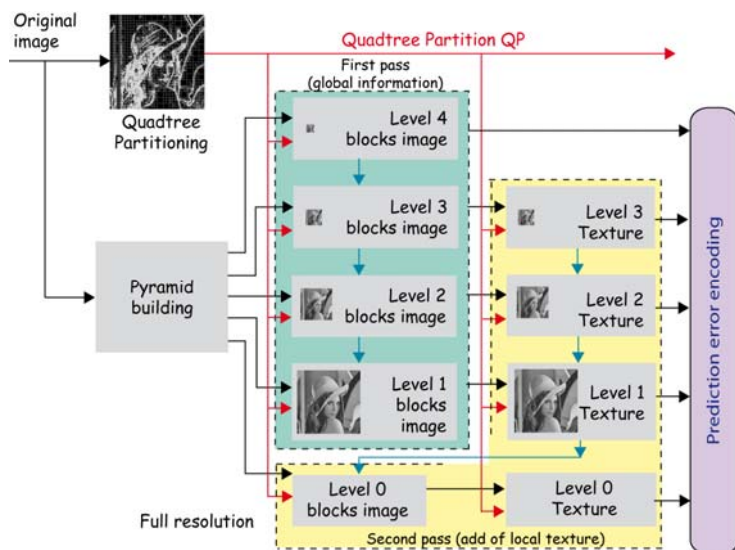 Original
image
Quadtree
Partitioning
Quadtree Partition QP
First pass
(global information)
Level 4
blocks image
Level 3
blocks image
Level 3
Texture
Pyramid
building
Level 2
blocks image
Level 2
Texture
Level 1
blocks
image
Level 1
Texture
Prediction error encoding
Level 0
blocks image
Level 0
Texture
Full resolution
Second pass (add of local texture)